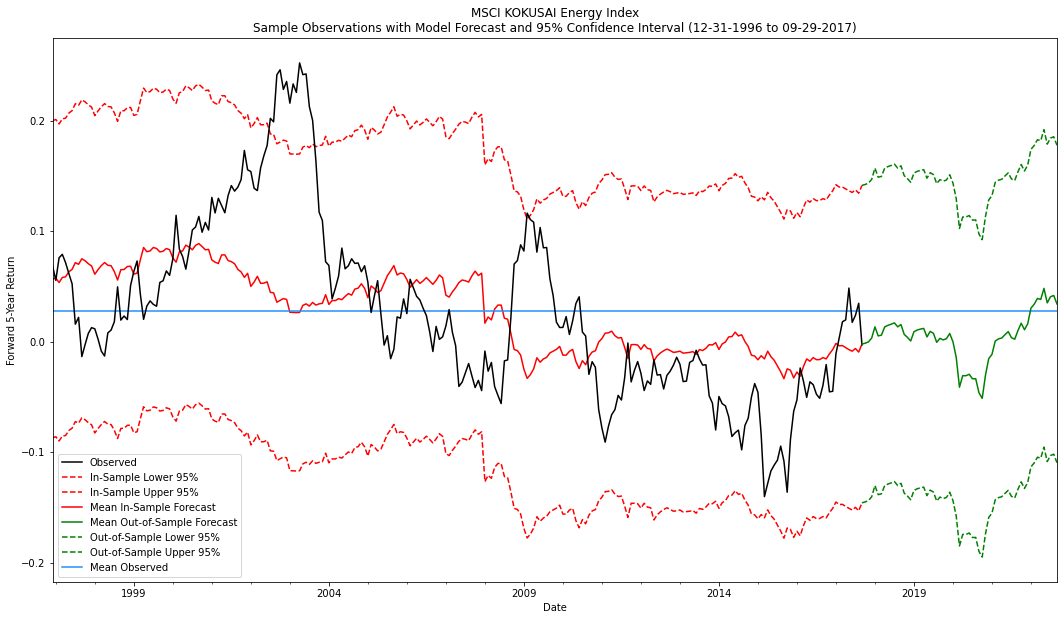 MSCI KOKUSAI Energy Index
Sample Observations with Model Forecast and 95% Confidence Interval (12-31-1996 to 09-29-2017)
Forward 5-Year Return
0.2
0.1
0.0
−0.1
−0.2
Observed
In-Sample Lower 95%
In-Sample Upper 95%
Mean In-Sample Forecast
Mean Out-of-Sample Forecast
Out-of-Sample Lower 95%
Out-of-Sample Upper 95%
Mean Observed
1999 2004 2009 2014 2019
Date